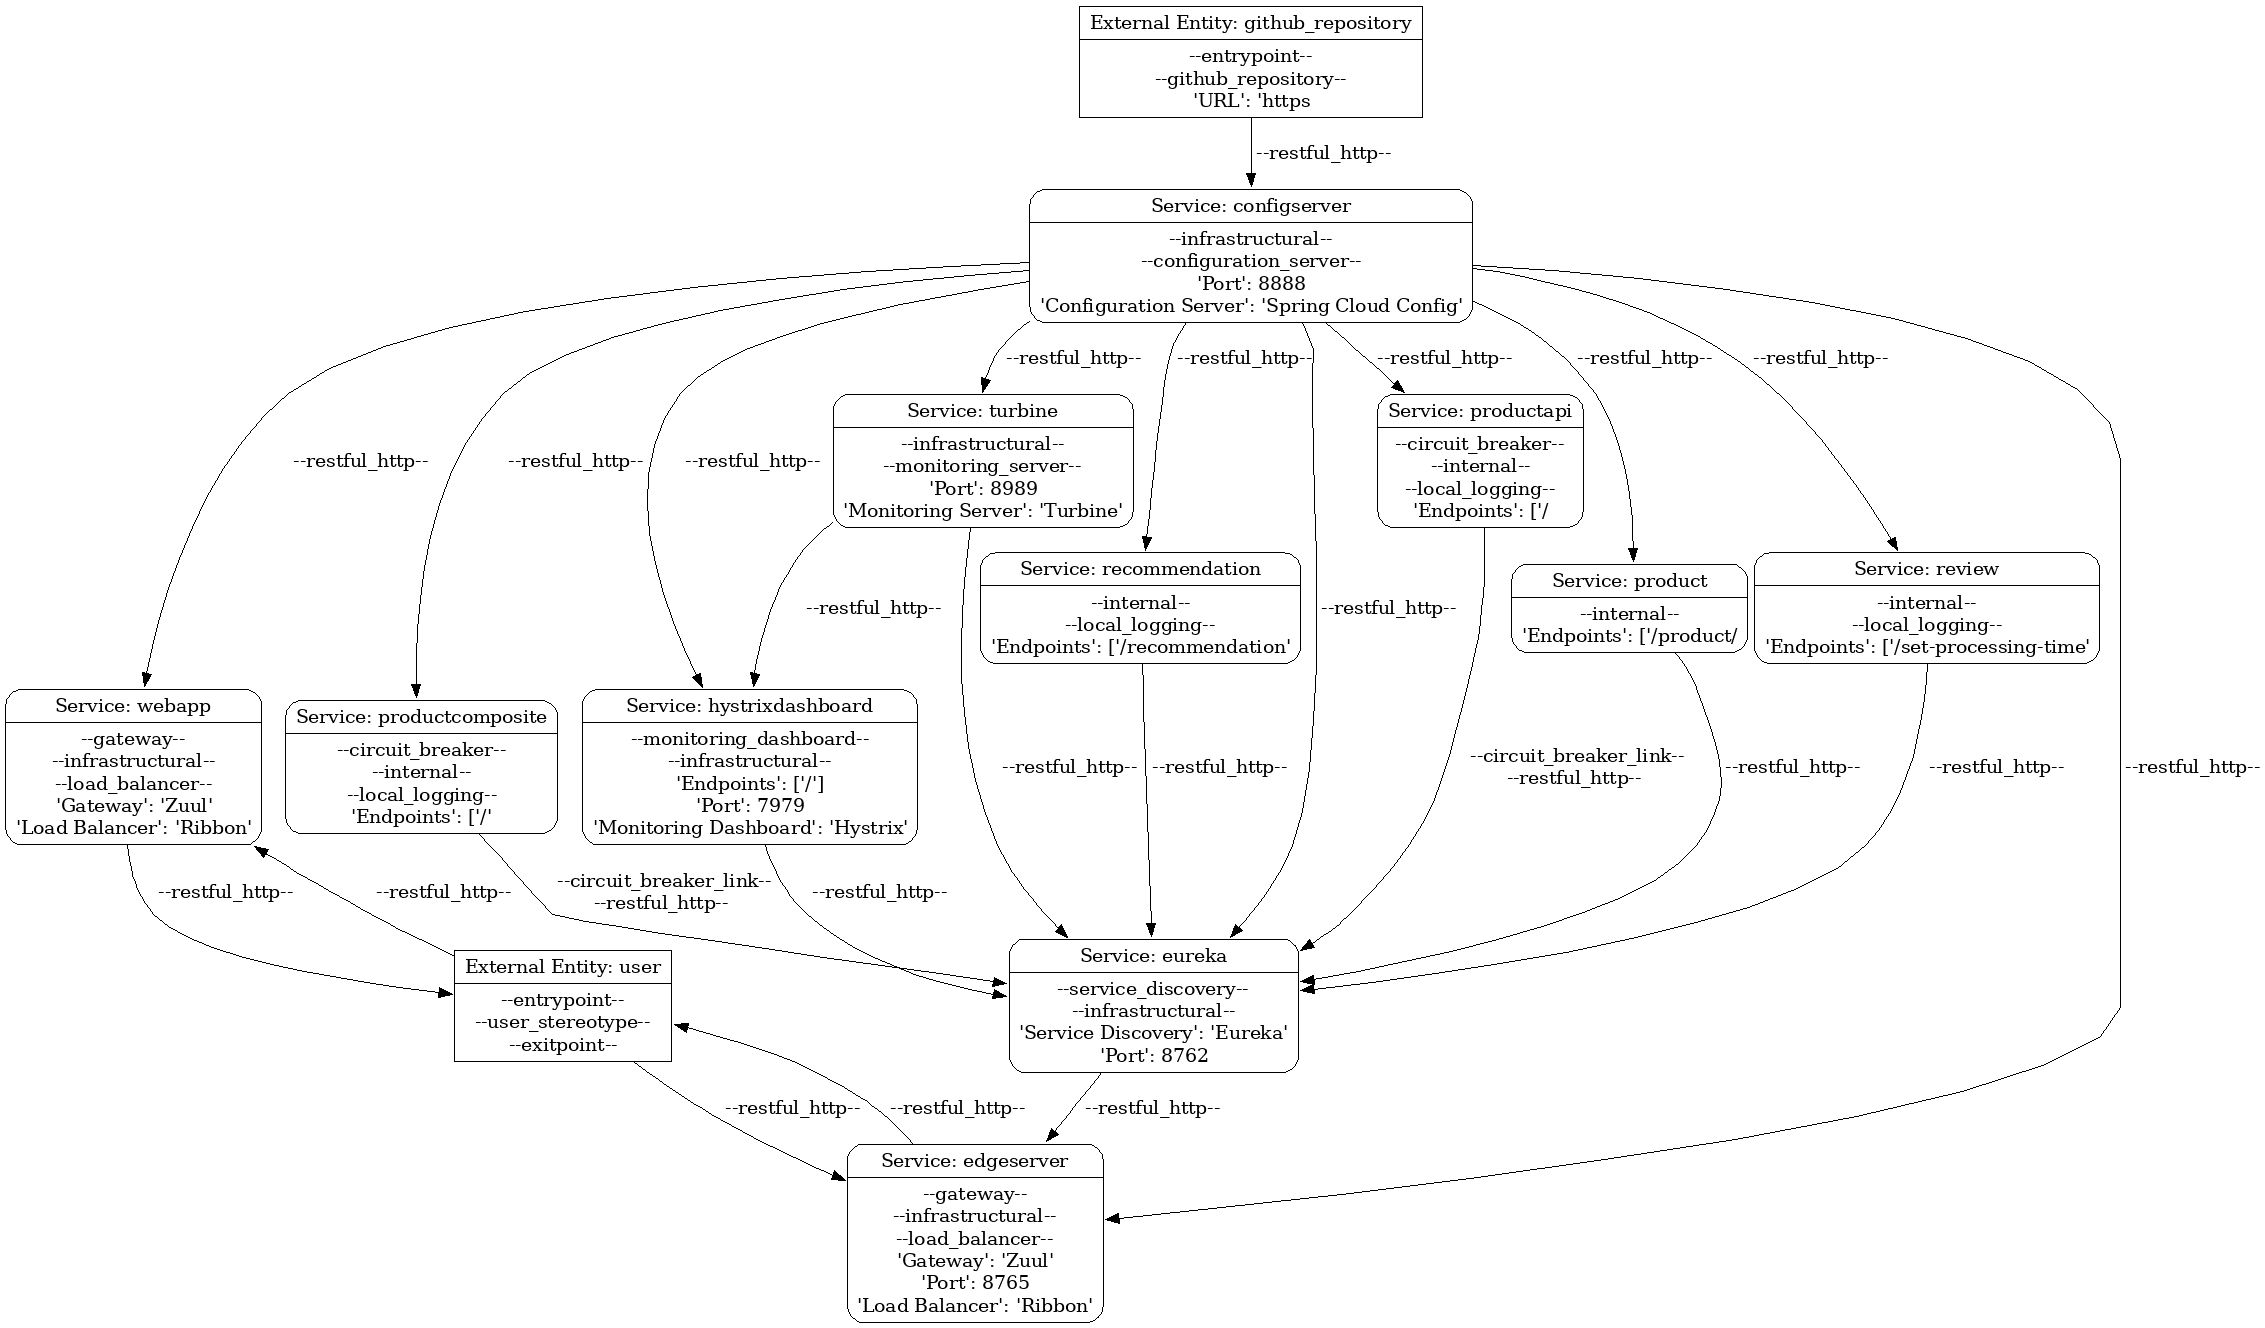 External Entity: github_repository
--entrypoint--
--github_repository--
'URL': 'https
--restful_http--
Service: configserver
--infrastructural--
--configuration_server--
'Port': 8888
'Configuration Server': 'Spring Cloud Config'
--restful_http--
--restful_http--
--restful_http--
--restful_http--
--restful_http--
--restful_http--
--restful_http--
--restful_http--
Service: turbine
--infrastructural--
--monitoring_server--
'Port': 8989
'Monitoring Server': 'Turbine'
Service: productapi
--circuit_breaker--
--internal--
--local_logging--
'Endpoints': ['/
--restful_http--
Service: recommendation
--internal--
--local_logging--
'Endpoints': ['/recommendation'
--restful_http--
Service: product
--internal--
'Endpoints': ['/product/
Service: review
--internal--
--local_logging--
'Endpoints': ['/set-processing-time'
Service: webapp
--gateway--
--infrastructural--
--load_balancer--
'Gateway': 'Zuul'
'Load Balancer': 'Ribbon'
Service: productcomposite
--circuit_breaker--
--internal--
--local_logging--
'Endpoints': ['/'
Service: hystrixdashboard
--monitoring_dashboard--
--infrastructural--
'Endpoints': ['/']
'Port': 7979
'Monitoring Dashboard': 'Hystrix'
--restful_http--
--restful_http--
--circuit_breaker_link--
--restful_http--
--restful_http--
--restful_http--
--restful_http--
--restful_http--
--restful_http--
--circuit_breaker_link--
--restful_http--
--restful_http--
External Entity: user
--entrypoint--
--user_stereotype--
--exitpoint--
Service: eureka
--service_discovery--
--infrastructural--
'Service Discovery': 'Eureka'
'Port': 8762
--restful_http--
--restful_http--
--restful_http--
Service: edgeserver
--gateway--
--infrastructural--
--load_balancer--
'Gateway': 'Zuul'
'Port': 8765
'Load Balancer': 'Ribbon'